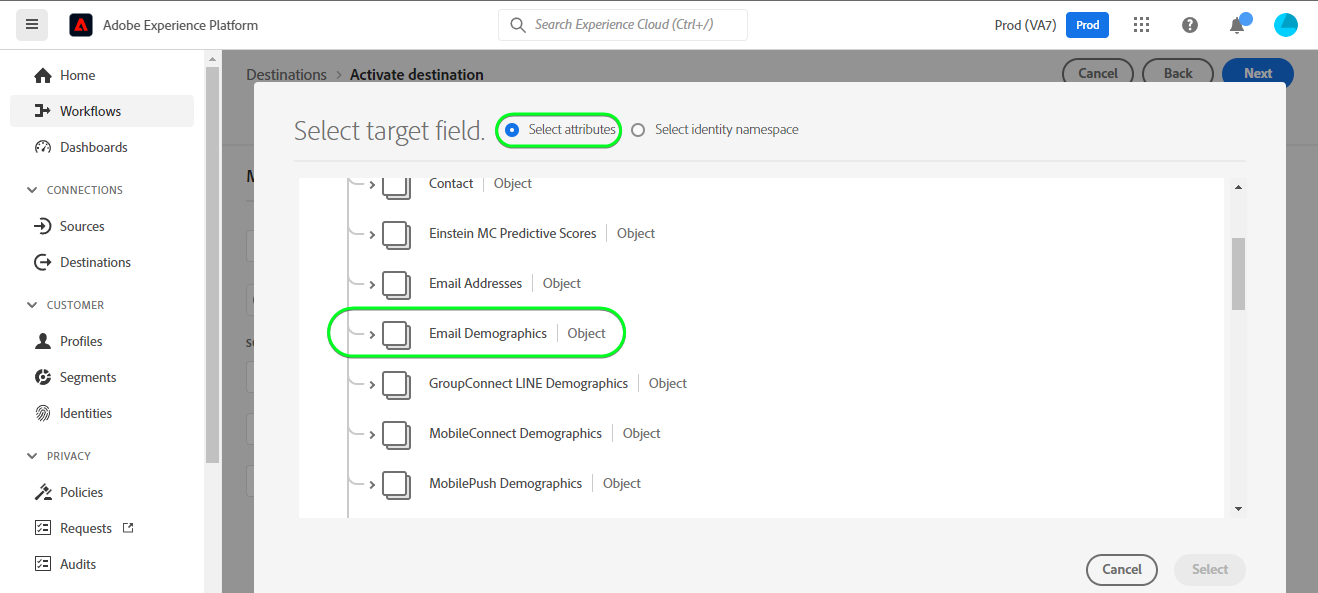 Adobe Experience Platform
Search Experience Cloud (Ctrl+/)
Prod (VA7)
Prod
Home
Workflows
Dashboards
CONNECTIONS
Sources
Destinations
CUSTOMER
Profiles
Segments
Identities
PRIVACY
Policies
Requests
Audits
Destinations > Activate destination
Cancel
Back
Next
Select target field.
Select attributes
Select identity namespace
Contact | Object
Einstein MC Predictive Scores | Object
Email Addresses | Object
Email Demographics | Object
GroupConnect LINE Demographics | Object
MobileConnect Demographics | Object
MobilePush Demographics | Object
Cancel
Select